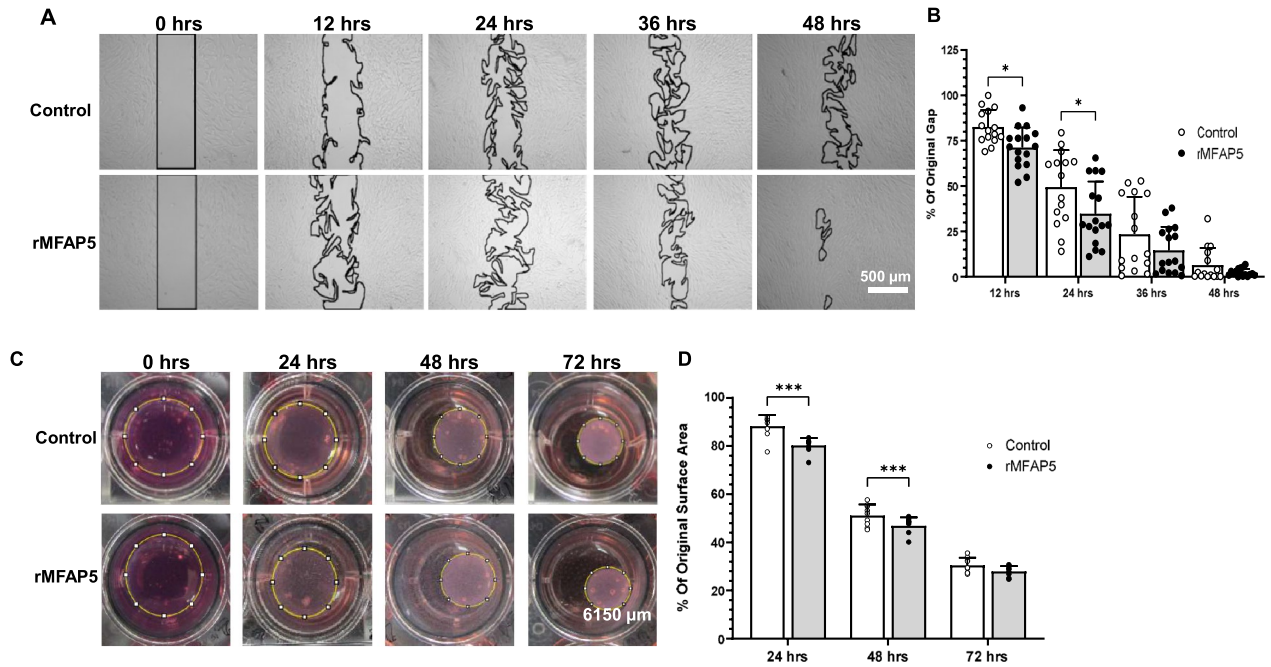 A
0 hrs 12 hrs 24 hrs 36 hrs 48 hrs
Control
rMFAP5
500 µm
B
% Of Original Gap
125
100
75
50
25
0
* *
Control
rMFAP5
12 hrs 24 hrs 36 hrs 48 hrs
C
0 hrs 24 hrs 48 hrs 72 hrs
Control
rMFAP5
6150 µm
D
% Of Original Surface Area
100
80
60
40
20
0
*** ***
Control
rMFAP5
24 hrs 48 hrs 72 hrs